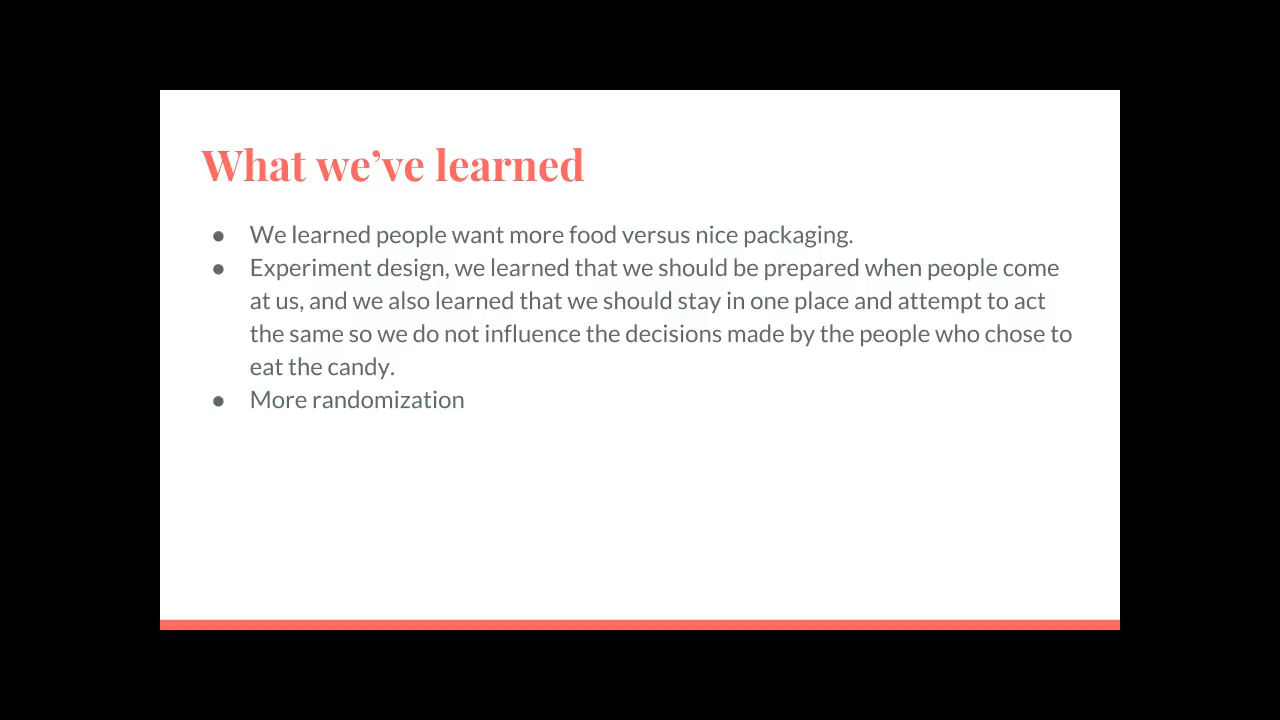 What we’ve learned
● We learned people want more food versus nice packaging.
● Experiment design, we learned that we should be prepared when people come
at us, and we also learned that we should stay in one place and attempt to act
the same so we do not influence the decisions made by the people who chose to
eat the candy.
● More randomization